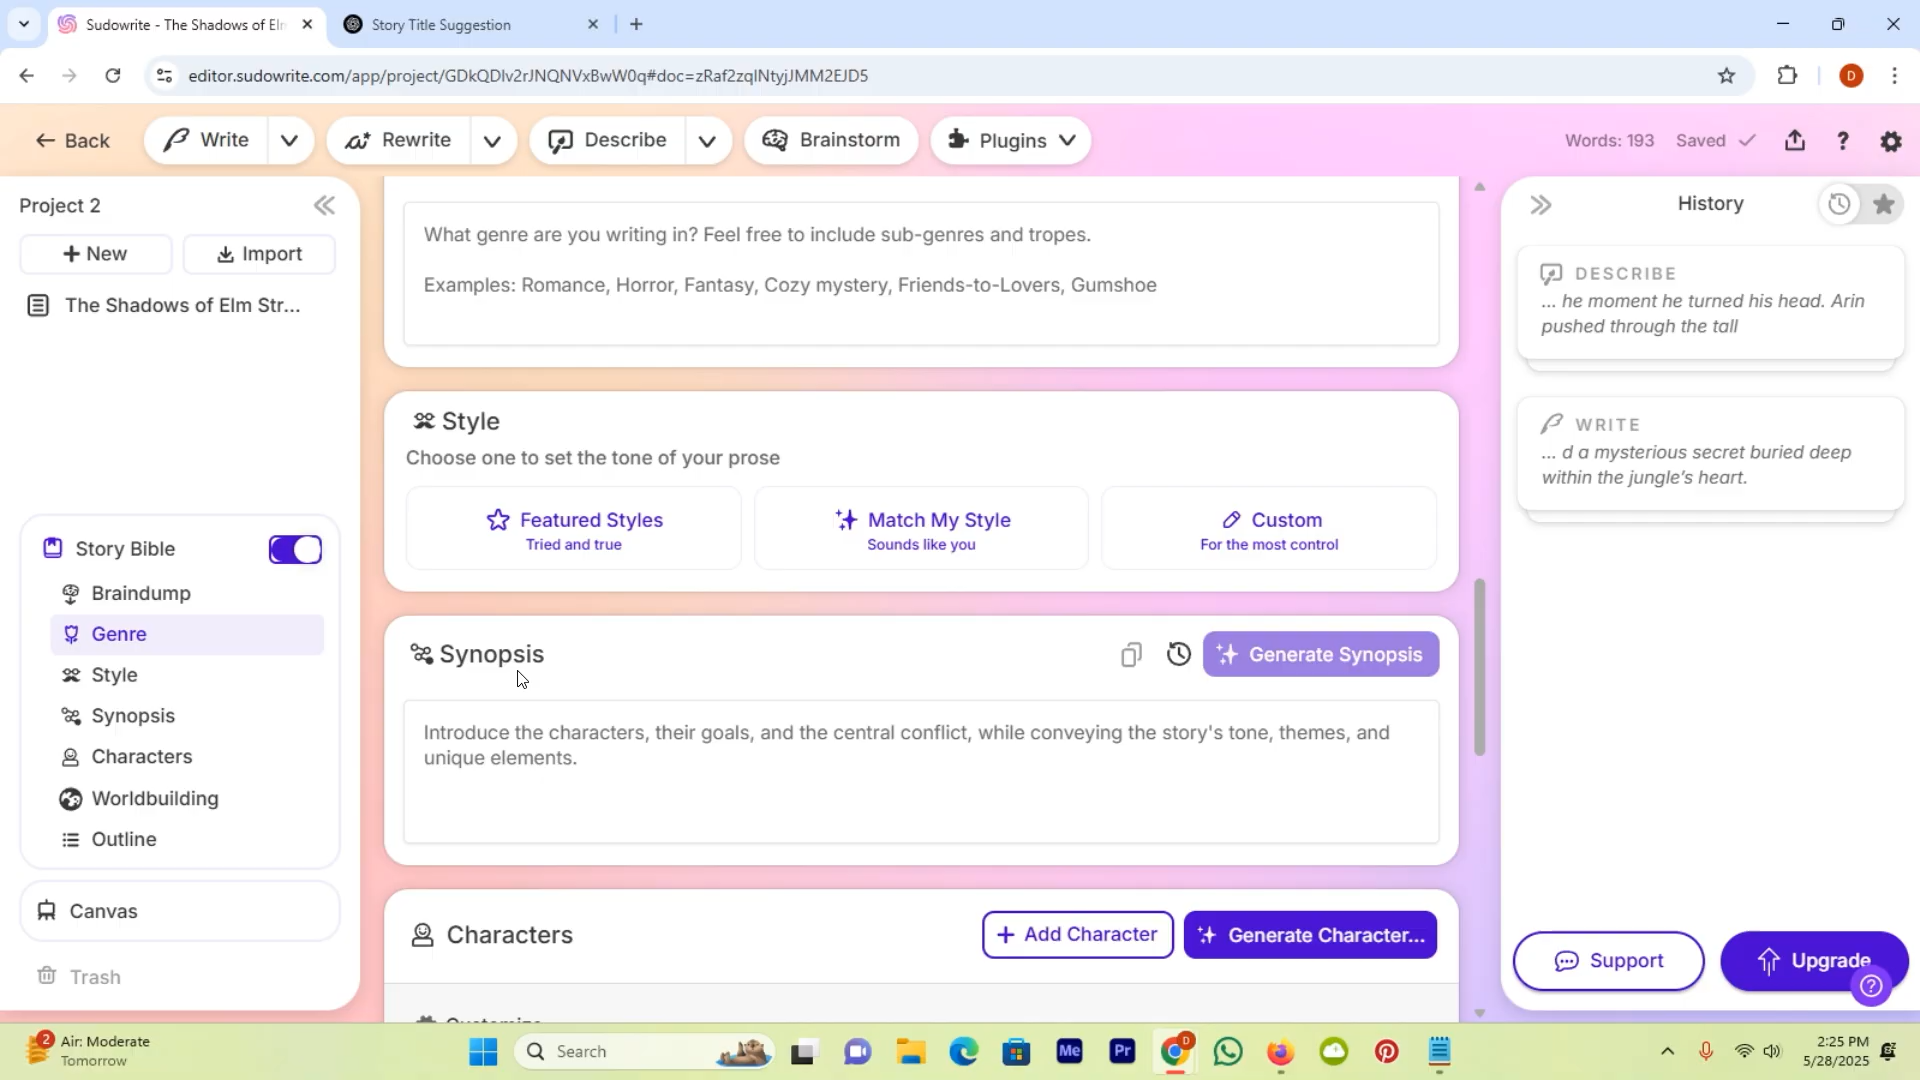 Sudowrite - The Shadows of Elm
Story Title Suggestion
editor.sudowrite.com/app/project/GDkQDIv2rJNQNVxBwW0q#doc=zRaf2zqINtyjJMM2EJD5
D
Back
Write
Rewrite
Describe
Brainstorm
Plugins
Words: 193
Saved
Project 2
New
Import
The Shadows of Elm Str...
Story Bible
Braindump
Genre
Style
Synopsis
Characters
Worldbuilding
Outline
Canvas
Trash
What genre are you writing in? Feel free to include sub-genres and tropes.
Examples: Romance, Horror, Fantasy, Cozy mystery, Friends-to-Lovers, Gumshoe
Style
Choose one to set the tone of your prose
Featured Styles
Tried and true
Match My Style
Sounds like you
Custom
For the most control
Synopsis
Generate Synopsis
Introduce the characters, their goals, and the central conflict, while conveying the story's tone, themes, and
unique elements.
Characters
Add Character
Generate Character...
Customize
History
DESCRIBE
... he moment he turned his head. Arin
pushed through the tall
WRITE
... d a mysterious secret buried deep
within the jungle's heart.
Support
Upgrade
2
Air: Moderate
Tomorrow
Search
Me
Pr
D
2:25 PM
5/28/2025